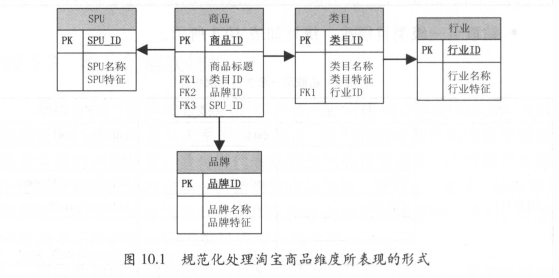 SPU
PK SPU_ID
SPU名称
SPU特征
商品
PK 商品ID
商品标题
FK1 类目ID
FK2 品牌ID
FK3 SPU_ID
类目
PK 类目ID
类目名称
类目特征
FK1 行业ID
行业
PK 行业ID
行业名称
行业特征
品牌
PK 品牌ID
品牌名称
品牌特征
图 10.1 规范化处理淘宝商品维度所表现的形式